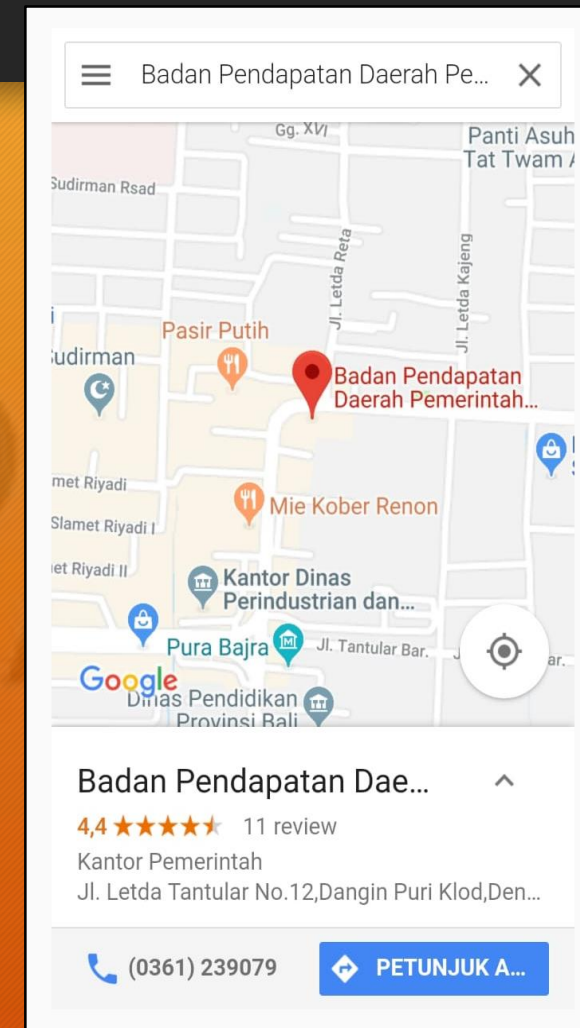 Badan Pendapatan Daerah Pe...
Gg. XVI
Panti Asuh
Tat Twam
Sudirman Rsad
Jl. Letda Reta
Jl. Letda Kajeng
Pasir Putih
udirman
Badan Pendapatan
Daerah Pemerintah...
met Riyadi
Mie Kober Renon
Slamet Riyadi I
et Riyadi II
Kantor Dinas
Perindustrian dan...
Pura Bajra
Jl. Tantular Bar.
ar.
Google
Dinas Pendidikan
Provinsi Bali
Badan Pendapatan Dae...
4,4
11 review
Kantor Pemerintah
Jl. Letda Tantular No.12,Dangin Puri Klod,Den...
(0361) 239079
PETUNJUK A...